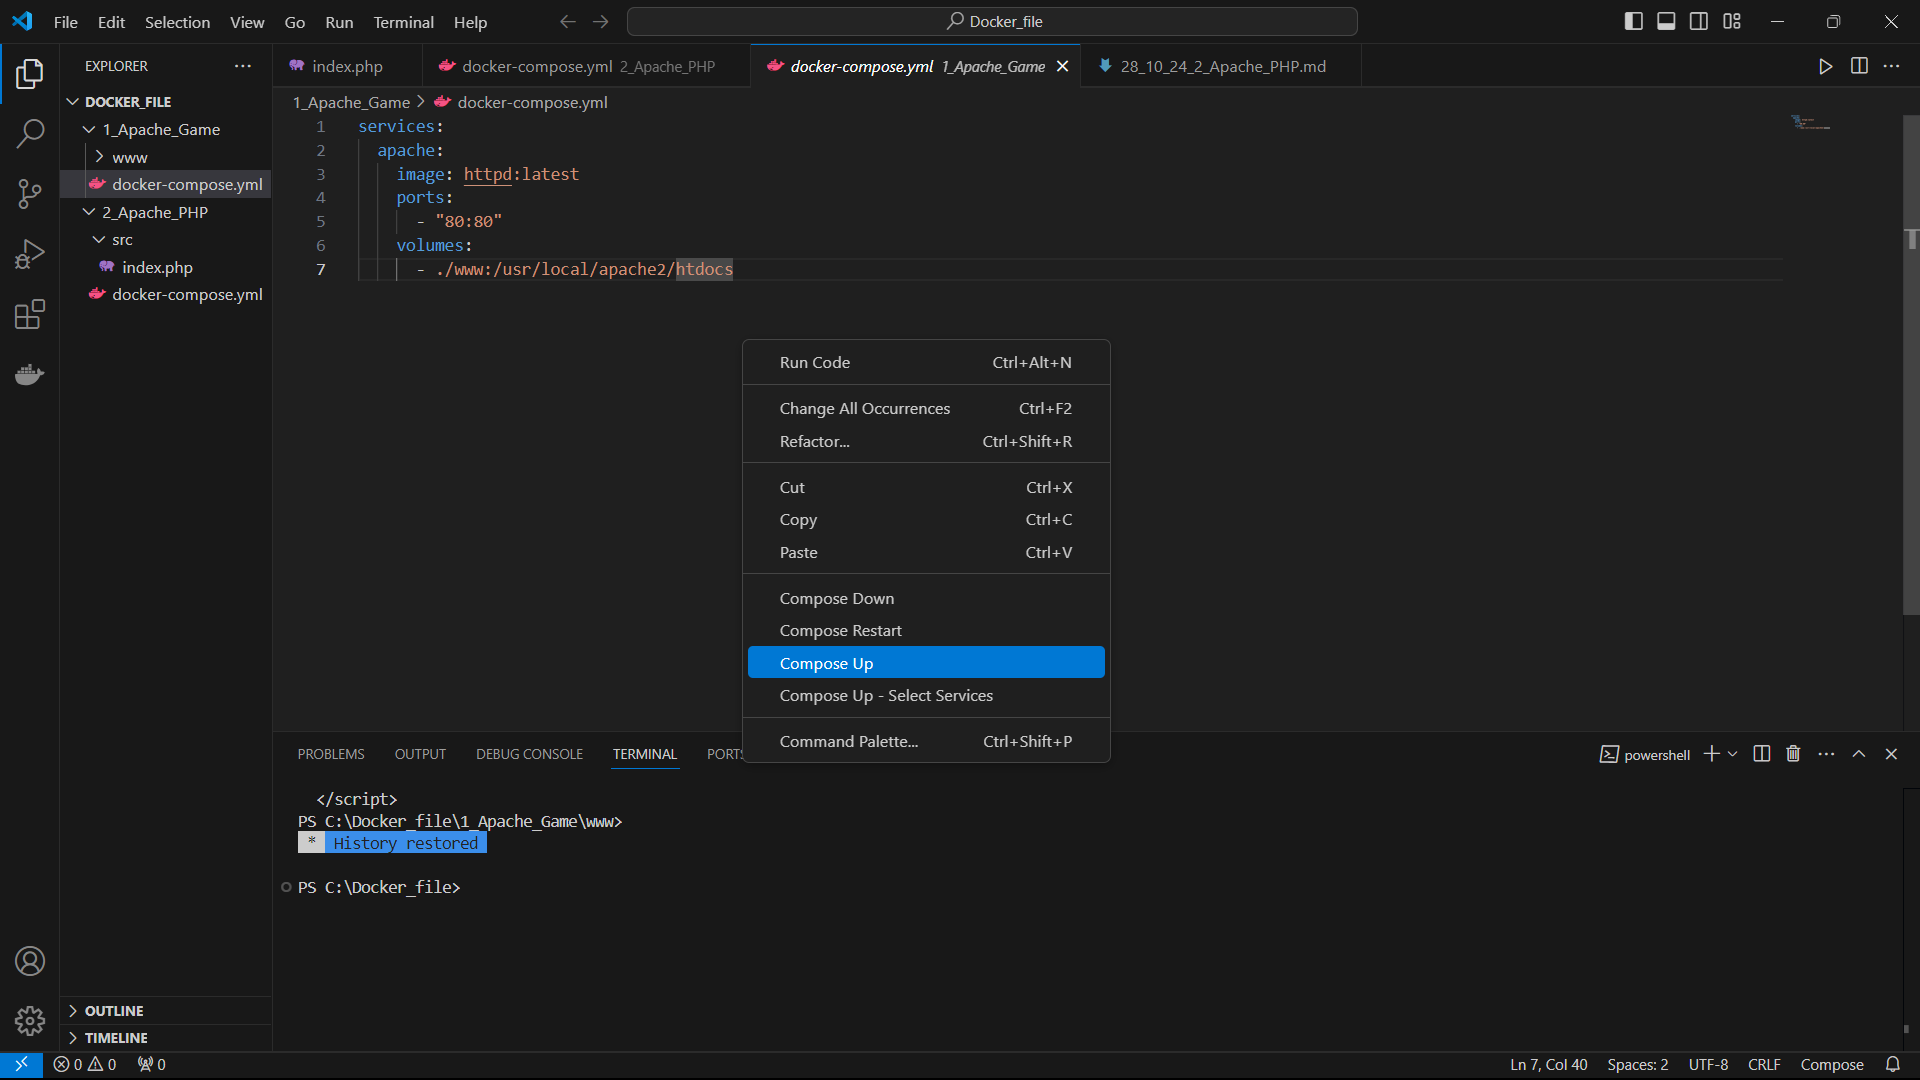 File Edit Selection View Go Run Terminal Help
Docker_file
EXPLORER
DOCKER_FILE
1_Apache_Game
www
docker-compose.yml
2_Apache_PHP
src
index.php
docker-compose.yml
OUTLINE
TIMELINE
index.php
docker-compose.yml 2_Apache_PHP
docker-compose.yml 1_Apache_Game
28_10_24_2_Apache_PHP.md
1_Apache_Game > docker-compose.yml
1 services:
2 apache:
3 image: httpd:latest
4 ports:
5 - "80:80"
6 volumes:
7 - ./www:/usr/local/apache2/htdocs
Run Code Ctrl+Alt+N
Change All Occurrences Ctrl+F2
Refactor... Ctrl+Shift+R
Cut Ctrl+X
Copy Ctrl+C
Paste Ctrl+V
Compose Down
Compose Restart
Compose Up
Compose Up - Select Services
Command Palette... Ctrl+Shift+P
PROBLEMS OUTPUT DEBUG CONSOLE TERMINAL PORTS
powershell
</script>
PS C:\Docker_file\1_Apache_Game\www>
* History restored
PS C:\Docker_file>
0 0 0
Ln 7, Col 40 Spaces: 2 UTF-8 CRLF Compose